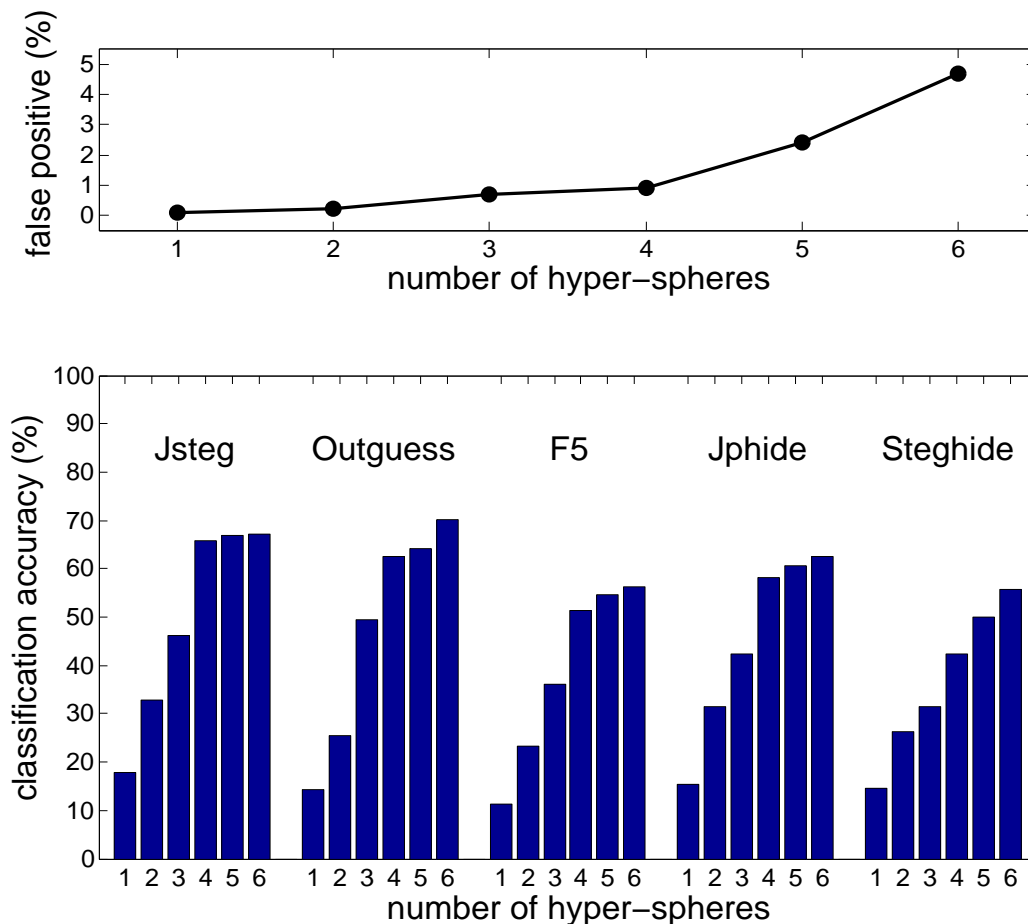 false positive (%)
5
4
3
2
1
0
1 2 3 4 5 6
number of hyper−spheres
classification accuracy (%)
100
90
80
70
60
50
40
30
20
10
0
Jsteg Outguess F5 Jphide Steghide
1 2 3 4 5 6 1 2 3 4 5 6 1 2 3 4 5 6 1 2 3 4 5 6 1 2 3 4 5 6
number of hyper−spheres